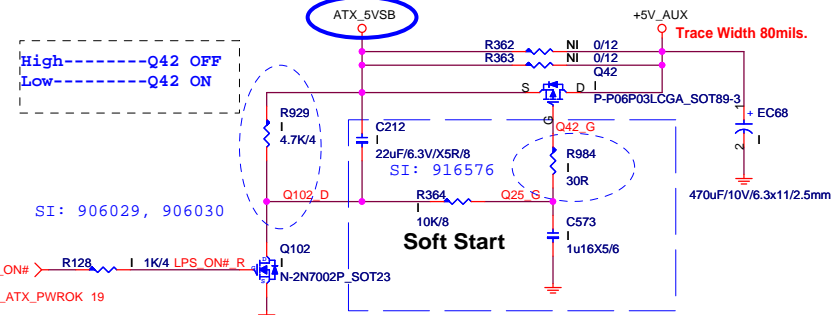 ATX_5VSB
+5V_AUX
Trace Width 80mils.
High--------Q42 OFF
Low---------Q42 ON
R362
NI
0/12
R363
NI
0/12
Q42
I
S
D
G
P-P06P03LCGA_SOT89-3
R929
I
4.7K/4
C212
I
22uF/6.3V/X5R/8
SI: 916576
Q42_G
R984
I
30R
1
+
EC68
I
2
470uF/10V/6.3x11/2.5mm
Q102_D
R364
I
10K/8
Q25_C
SI: 906029, 906030
Soft Start
C573
I
1u16X5/6
Q102
I
N-2N7002P_SOT23
_ON#
R128
I
1K/4
LPS_ON#_R
_ATX_PWROK 19